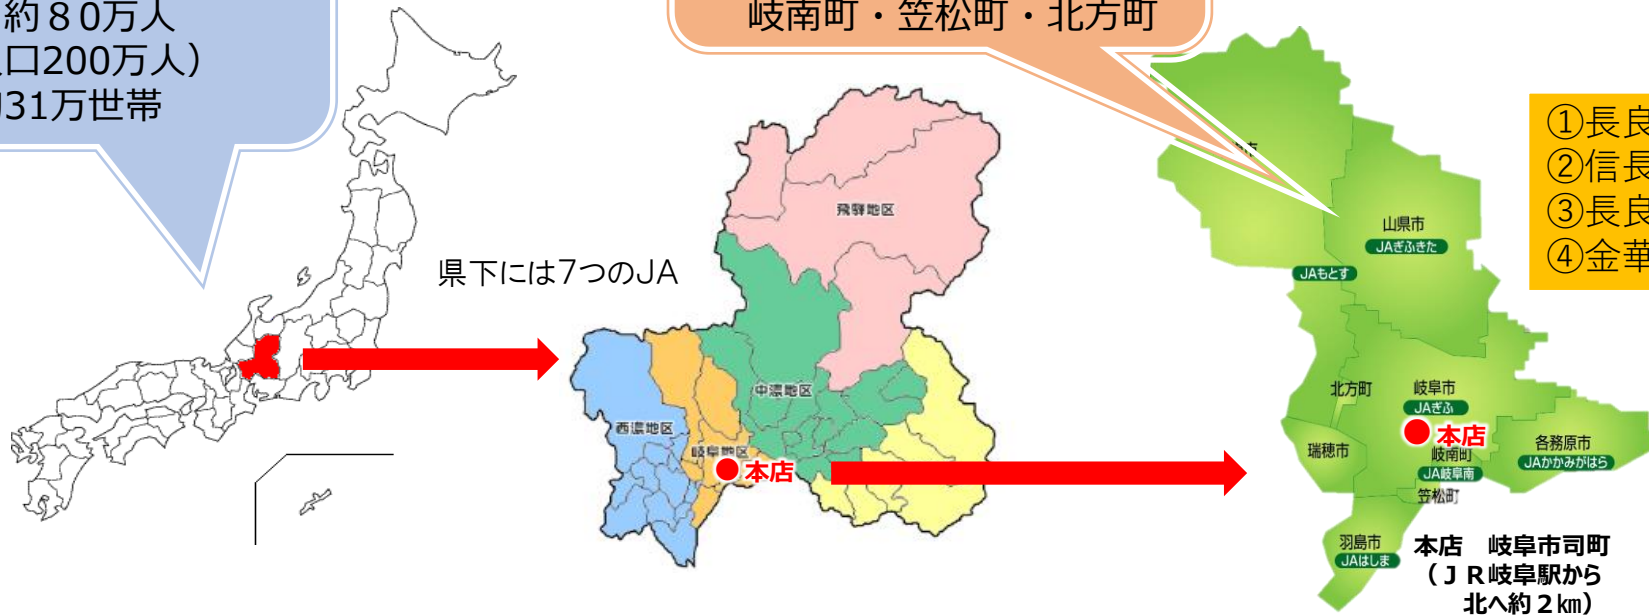 約８０万人
口200万人）
31万世帯
岐南町・笠松町・北方町
①長良
②信長
③長良
④金華
県下には7つのJA
飛騨地区
中濃地区
西濃地区
岐阜地区
本店
市
山県市
JAぎふきた
JAもとす
北方町
岐阜市
JAぎふ
本店
瑞穂市
岐南町
JA岐阜南
各務原市
JAかかみがはら
笠松町
羽島市
JAはしま
本店　岐阜市司町
（ＪＲ岐阜駅から
北へ約２㎞）